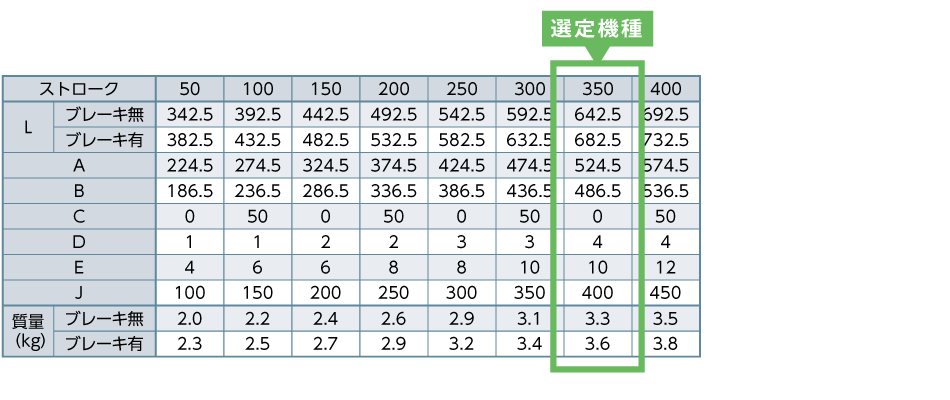 選定機種
ストローク 50 100 150 200 250 300 350 400
L ブレーキ無 342.5 392.5 442.5 492.5 542.5 592.5 642.5 692.5
ブレーキ有 382.5 432.5 482.5 532.5 582.5 632.5 682.5 732.5
A 224.5 274.5 324.5 374.5 424.5 474.5 524.5 574.5
B 186.5 236.5 286.5 336.5 386.5 436.5 486.5 536.5
C 0 50 0 50 0 50 0 50
D 1 1 2 2 3 3 4 4
E 4 6 6 8 8 10 10 12
J 100 150 200 250 300 350 400 450
質量 ブレーキ無 2.0 2.2 2.4 2.6 2.9 3.1 3.3 3.5
(kg) ブレーキ有 2.3 2.5 2.7 2.9 3.2 3.4 3.6 3.8